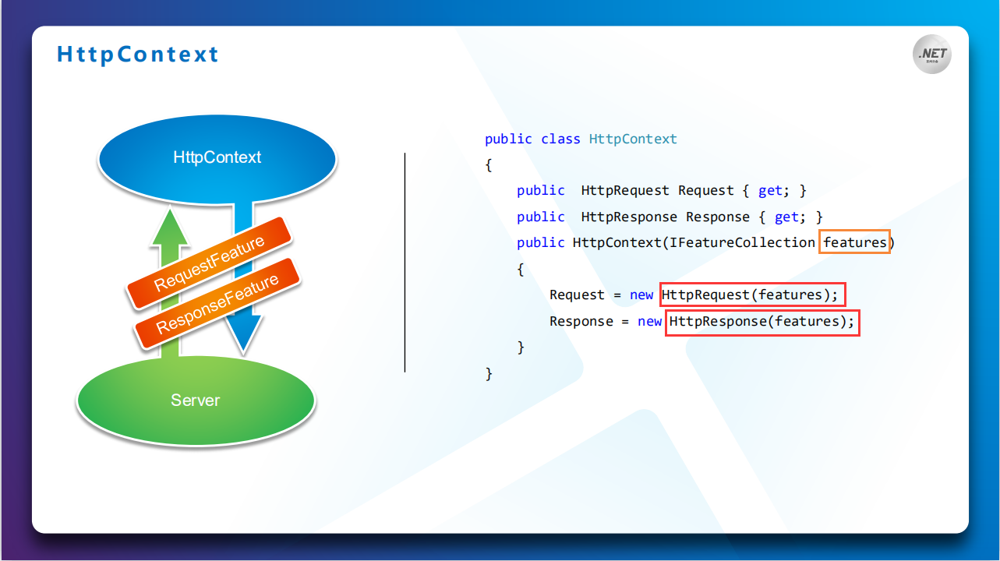 HttpContext
.NET
HttpContext
RequestFeature
ResponseFeature
Server
public class HttpContext
{
public  HttpRequest Request { get; }
public  HttpResponse Response { get; }
public HttpContext(IFeatureCollection features)
{
Request = new HttpRequest(features);
Response = new HttpResponse(features);
}
}